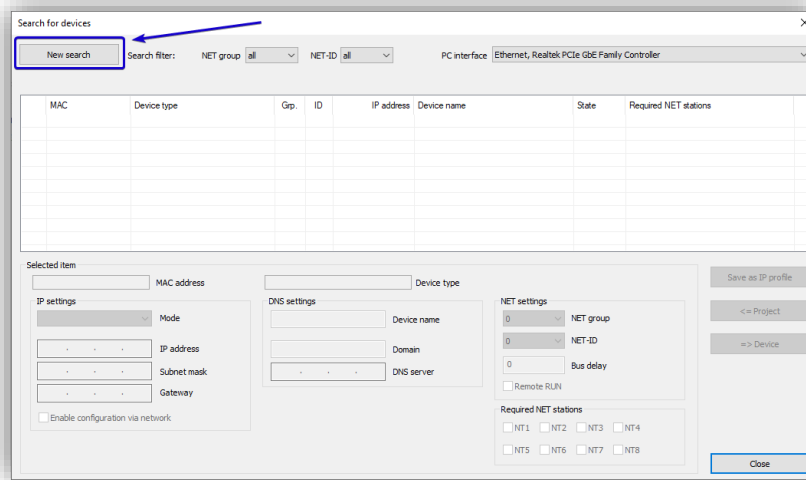 Search for devices
New search Search filter: NET group all NET-ID all PC interface Ethernet, Realtek PCIe GbE Family Controller
MAC Device type Grp. ID IP address Device name State Required NET stations
Selected item
MAC address Device type
Save as IP profile
IP settings DNS settings NET settings
Mode Device name 0 NET group
<= Project
IP address Domain 0 NET-ID
=> Device
Subnet mask DNS server 0 Bus delay
Gateway Remote RUN
Enable configuration via network
Required NET stations
NT1 NT2 NT3 NT4
NT5 NT6 NT7 NT8
Close